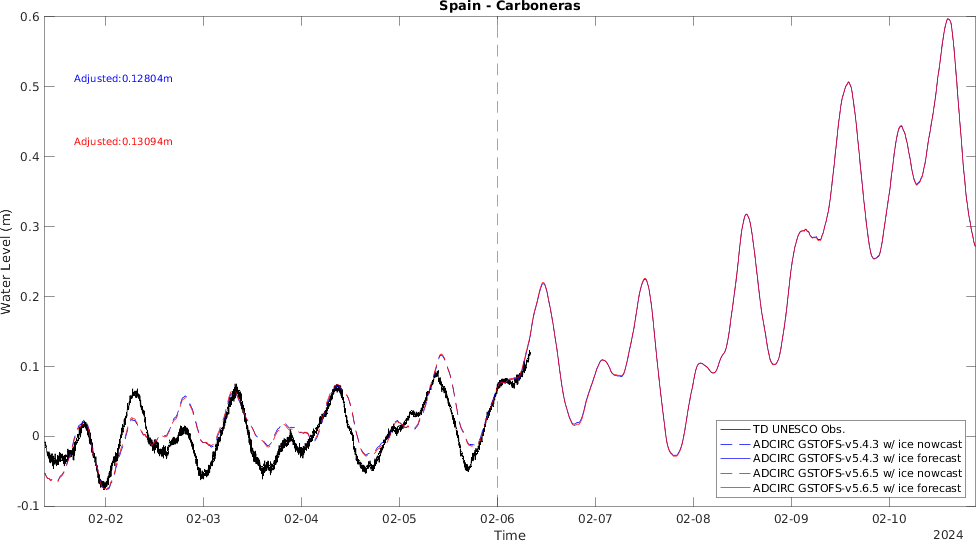 Spain - Carboneras
0.6
0.5
0.4
0.3
0.2
0.1
0
-0.1
Water Level (m)
Adjusted:0.12804m
Adjusted:0.13094m
TD UNESCO Obs.
ADCIRC GSTOFS-v5.4.3 w/ ice nowcast
ADCIRC GSTOFS-v5.4.3 w/ ice forecast
ADCIRC GSTOFS-v5.6.5 w/ ice nowcast
ADCIRC GSTOFS-v5.6.5 w/ ice forecast
02-02 02-03 02-04 02-05 02-06 02-07 02-08 02-09 02-10
Time
2024